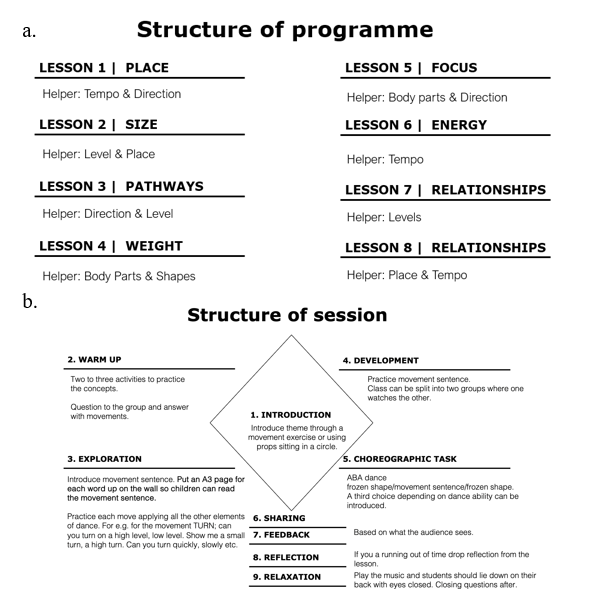 a.
Structure of programme
LESSON 1 | PLACE
Helper: Tempo & Direction
LESSON 2 | SIZE
Helper: Level & Place
LESSON 3 | PATHWAYS
Helper: Direction & Level
LESSON 4 | WEIGHT
Helper: Body Parts & Shapes
LESSON 5 | FOCUS
Helper: Body parts & Direction
LESSON 6 | ENERGY
Helper: Tempo
LESSON 7 | RELATIONSHIPS
Helper: Levels
LESSON 8 | RELATIONSHIPS
Helper: Place & Tempo
b.
Structure of session
1. INTRODUCTION
Introduce theme through a
movement exercise or using
props sitting in a circle.
2. WARM UP
Two to three activities to practice
the concepts.
Question to the group and answer
with movements.
3. EXPLORATION
Introduce movement sentence. Put an A3 page for
each word up on the wall so children can read
the movement sentence.
Practice each move applying all the other elements
of dance. For e.g. for the movement TURN; can
you turn on a high level, low level. Show me a small
turn, a high turn. Can you turn quickly, slowly etc.
4. DEVELOPMENT
Practice movement sentence.
Class can be split into two groups where one
watches the other.
5. CHOREOGRAPHIC TASK
ABA dance
frozen shape/movement sentence/frozen shape.
A third choice depending on dance ability can be
introduced.
6. SHARING
7. FEEDBACK
Based on what the audience sees.
8. REFLECTION
If you a running out of time drop reflection from the
lesson.
9. RELAXATION
Play the music and students should lie down on their
back with eyes closed. Closing questions after.